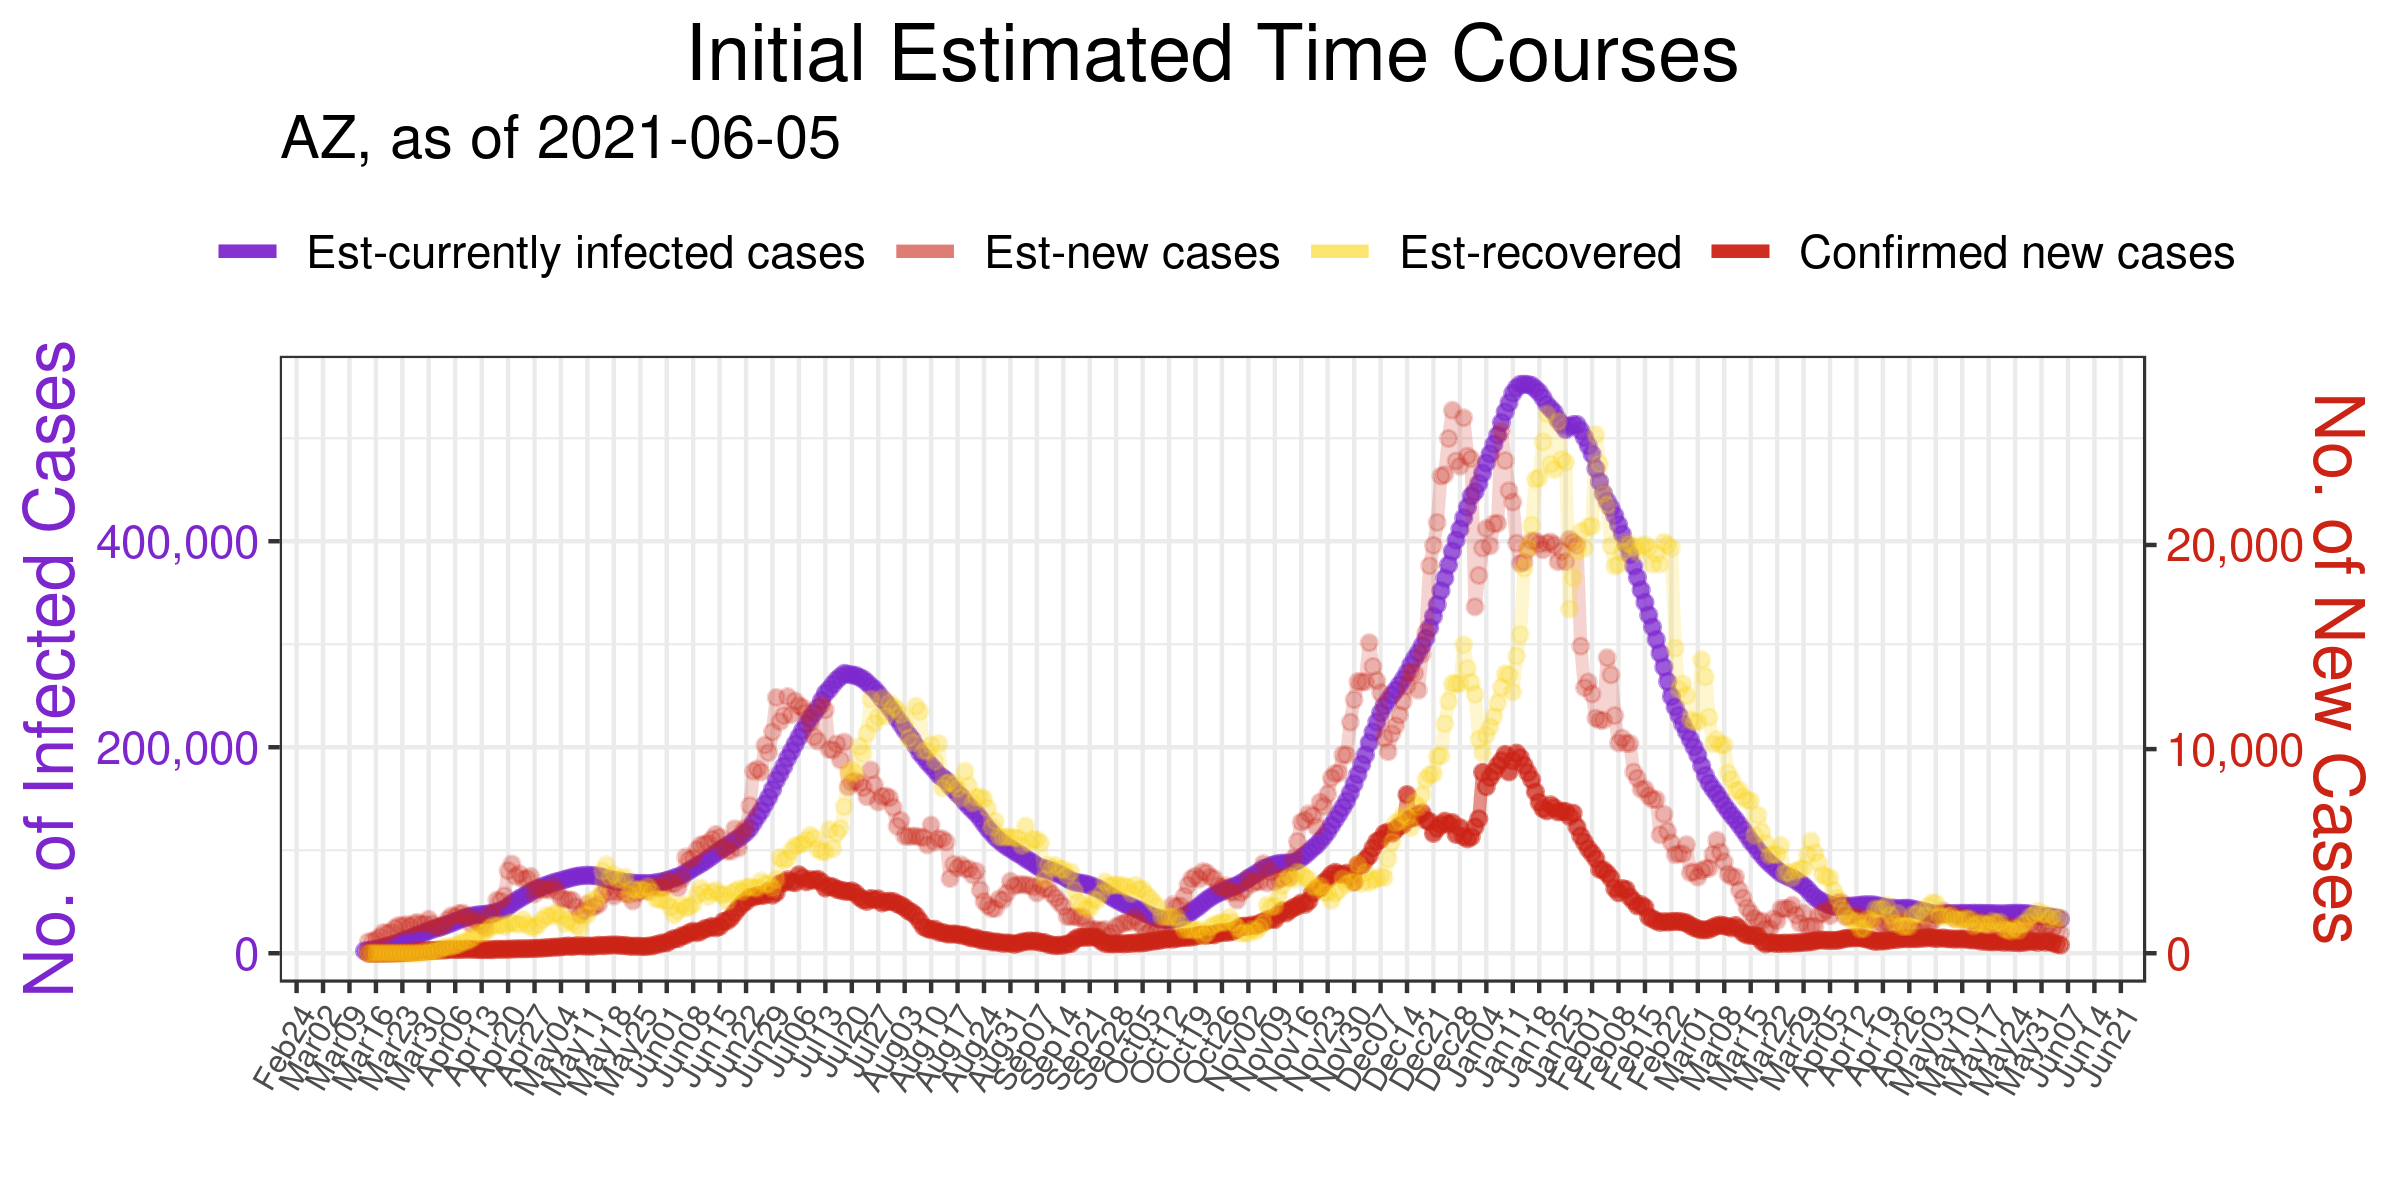 Initial Estimated Time Courses
AZ, as of 2021-06-05
Est-currently infected cases Est-new cases Est-recovered Confirmed new cases
No. of Infected Cases
400,000
200,000
0
20,000
10,000
0
No. of New Cases
Feb24 Mar02 Mar09 Mar16 Mar23 Mar30 Apr06 Apr13 Apr20 Apr27 May04 May11 May18 May25 Jun01 Jun08 Jun15 Jun22 Jun29 Jul06 Jul13 Jul20 Jul27 Aug03 Aug10 Aug17 Aug24 Aug31 Sep07 Sep14 Sep21 Sep28 Oct05 Oct12 Oct19 Oct26 Nov02 Nov09 Nov16 Nov23 Nov30 Dec07 Dec14 Dec21 Dec28 Jan04 Jan11 Jan18 Jan25 Feb01 Feb08 Feb15 Feb22 Mar01 Mar08 Mar15 Mar22 Mar29 Apr05 Apr12 Apr19 Apr26 May03 May10 May17 May24 May31 Jun07 Jun14 Jun21